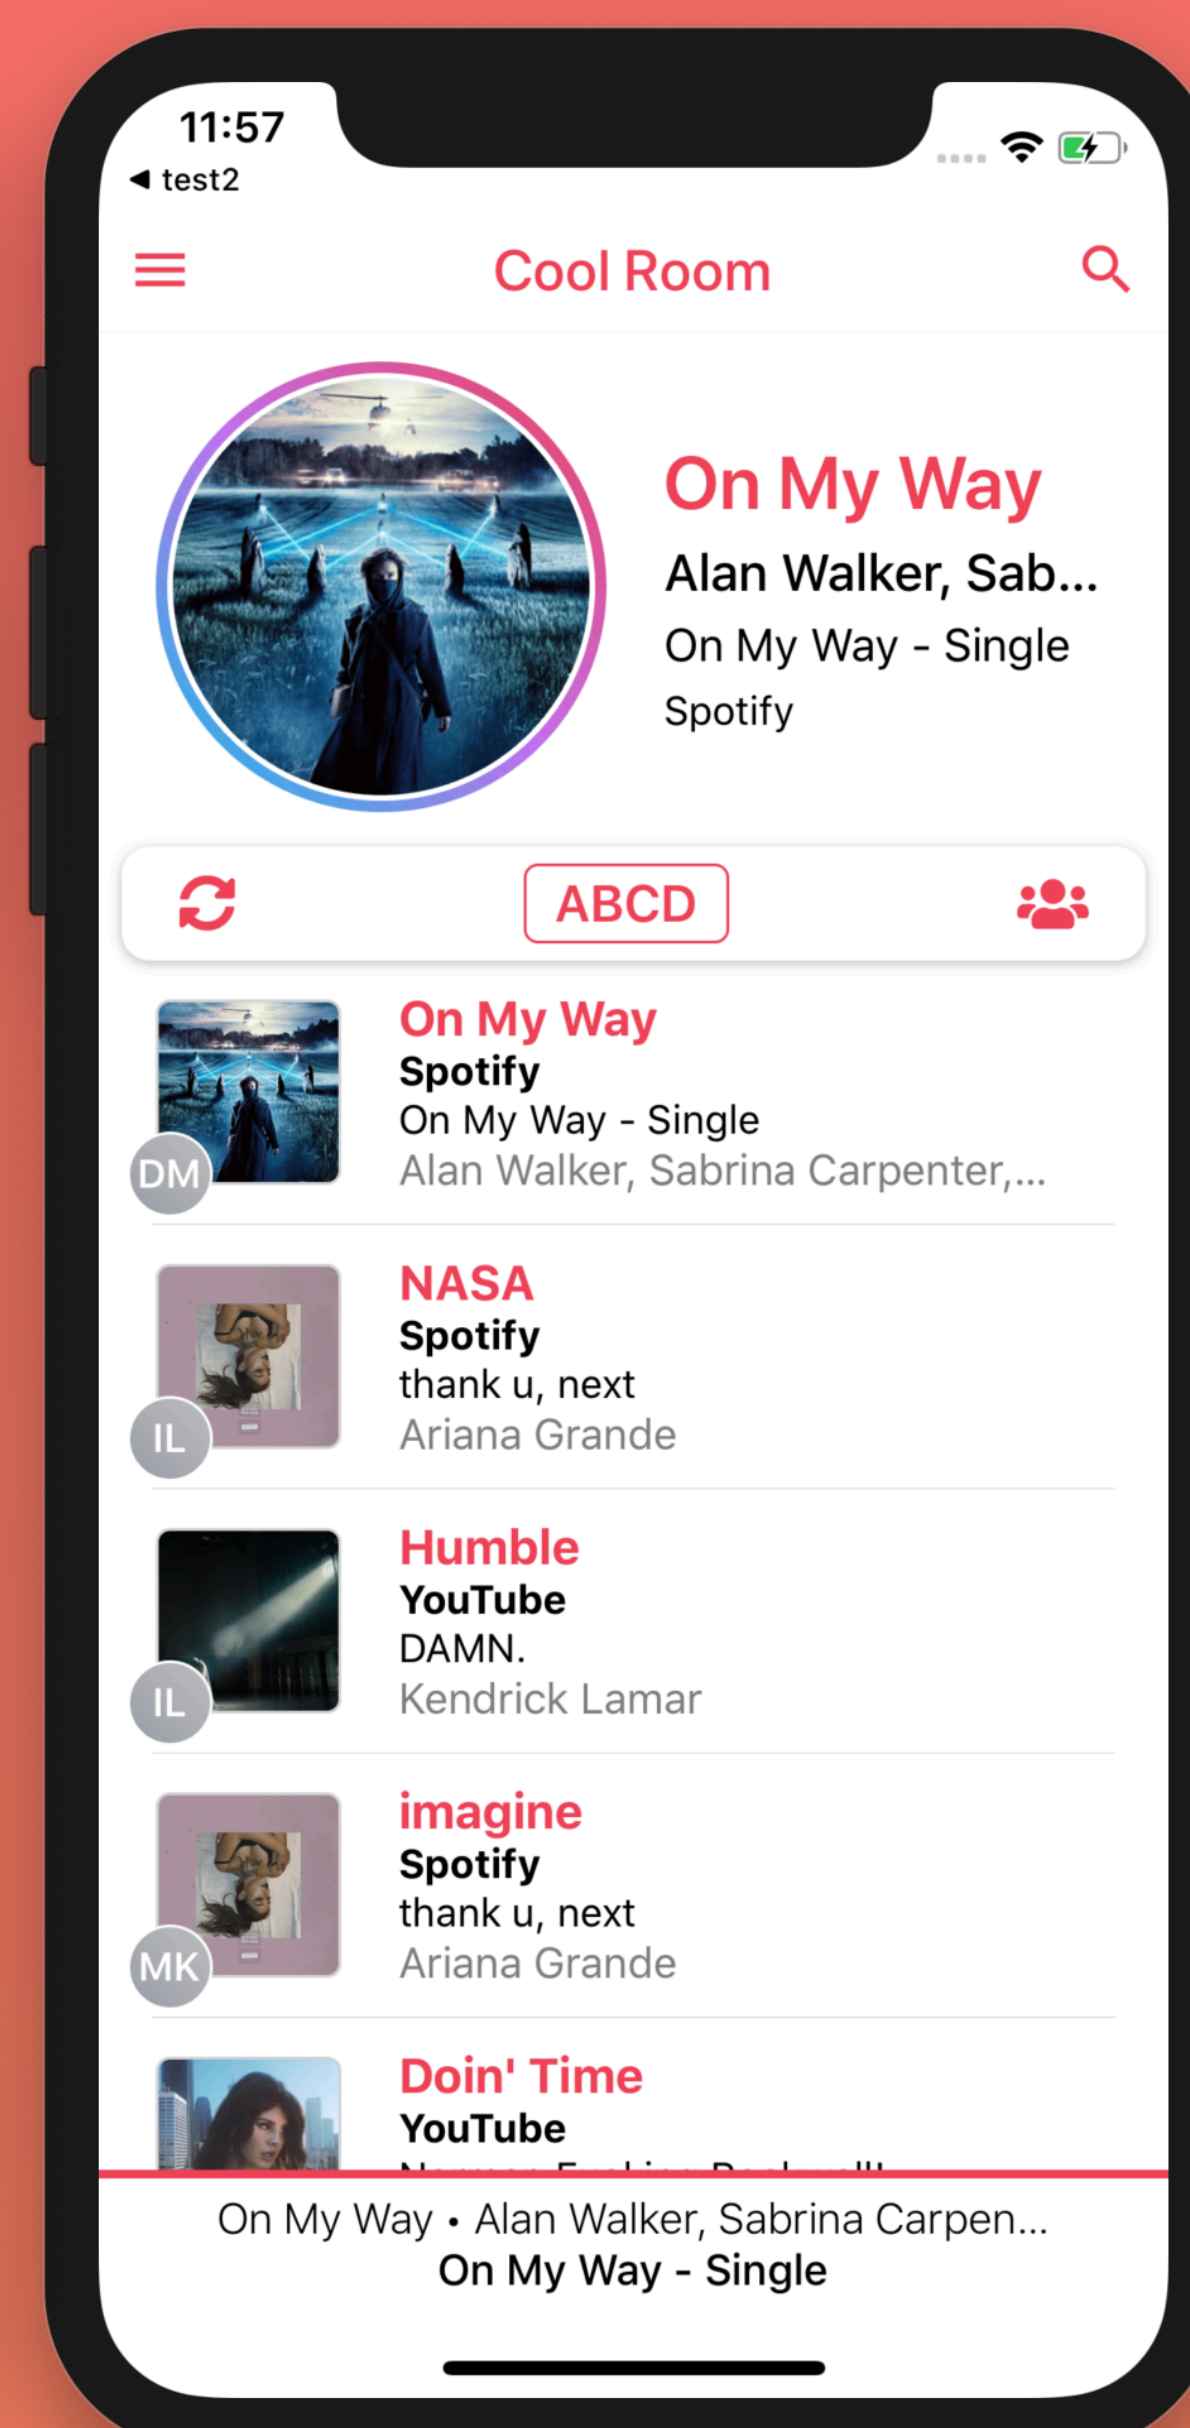 11:57
◀ test2
Cool Room
On My Way
Alan Walker, Sab...
On My Way - Single
Spotify
ABCD
On My Way
Spotify
On My Way - Single
Alan Walker, Sabrina Carpenter,...
DM
NASA
Spotify
thank u, next
Ariana Grande
IL
Humble
YouTube
DAMN.
Kendrick Lamar
IL
imagine
Spotify
thank u, next
Ariana Grande
MK
Doin' Time
YouTube
On My Way • Alan Walker, Sabrina Carpen...
On My Way - Single